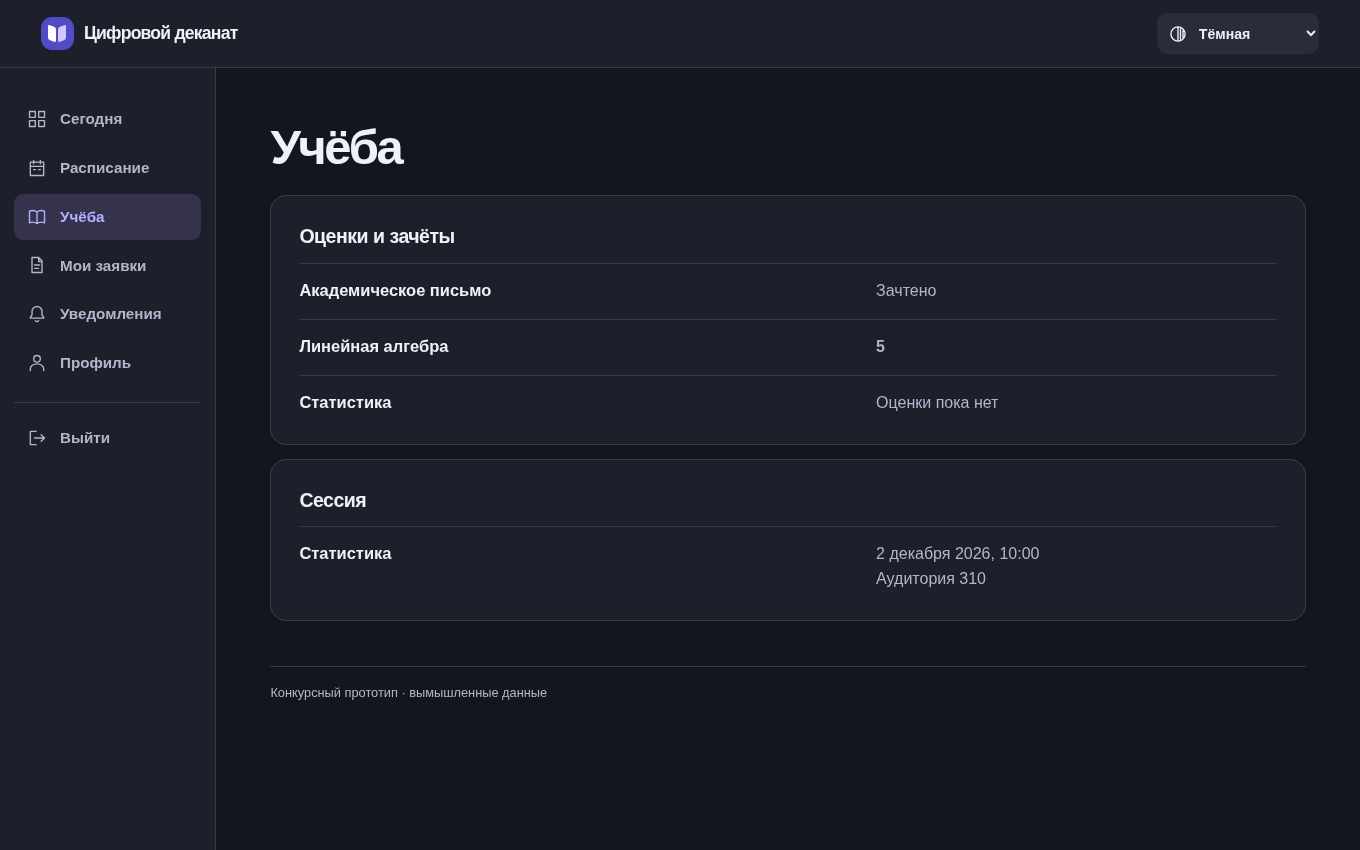 Цифровой деканат
Тёмная
Сегодня
Расписание
Учёба
Мои заявки
Уведомления
Профиль
Выйти
Учёба
Оценки и зачёты
Академическое письмо Зачтено
Линейная алгебра 5
Статистика Оценки пока нет
Сессия
Статистика 2 декабря 2026, 10:00
Аудитория 310
Конкурсный прототип · вымышленные данные